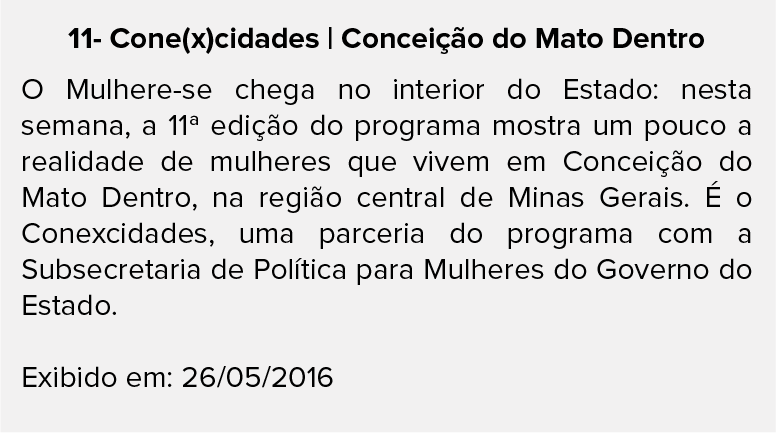 11- Cone(x)cidades | Conceição do Mato Dentro
O Mulhere-se chega no interior do Estado: nesta
semana, a 11ª edição do programa mostra um pouco a
realidade de mulheres que vivem em Conceição do
Mato Dentro, na região central de Minas Gerais. É o
Conexcidades, uma parceria do programa com a
Subsecretaria de Política para Mulheres do Governo do
Estado.
Exibido em: 26/05/2016